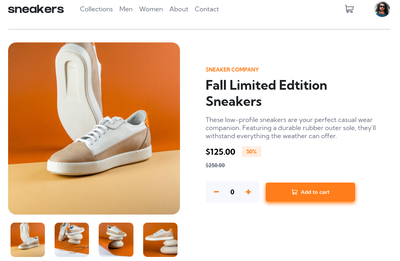 sneakers Collections Men Women About Contact
SNEAKER COMPANY
Fall Limited Edtition
Sneakers
These low-profile sneakers are your perfect casual wear
companion. Featuring a durable rubber outer sole, they'll
withstand everything the weather can offer.
$125.00 50%
$250.00
0 Add to cart